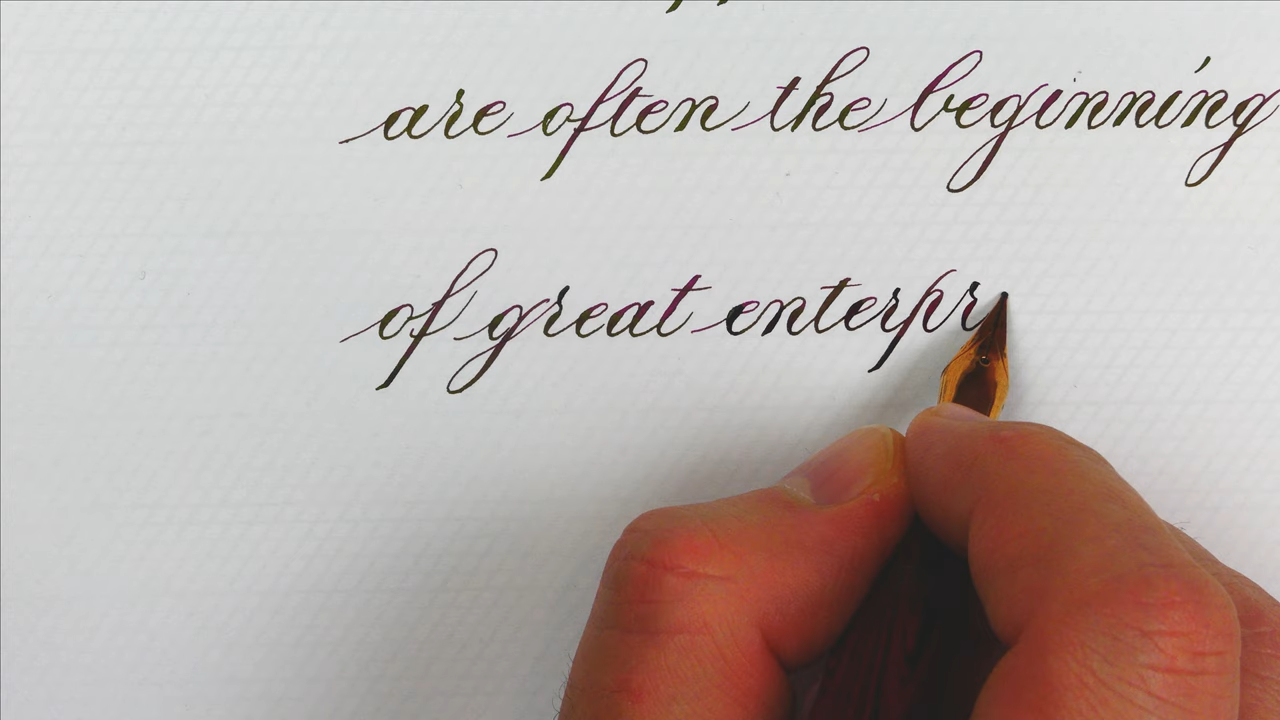 are often the beginning
of great enterpr